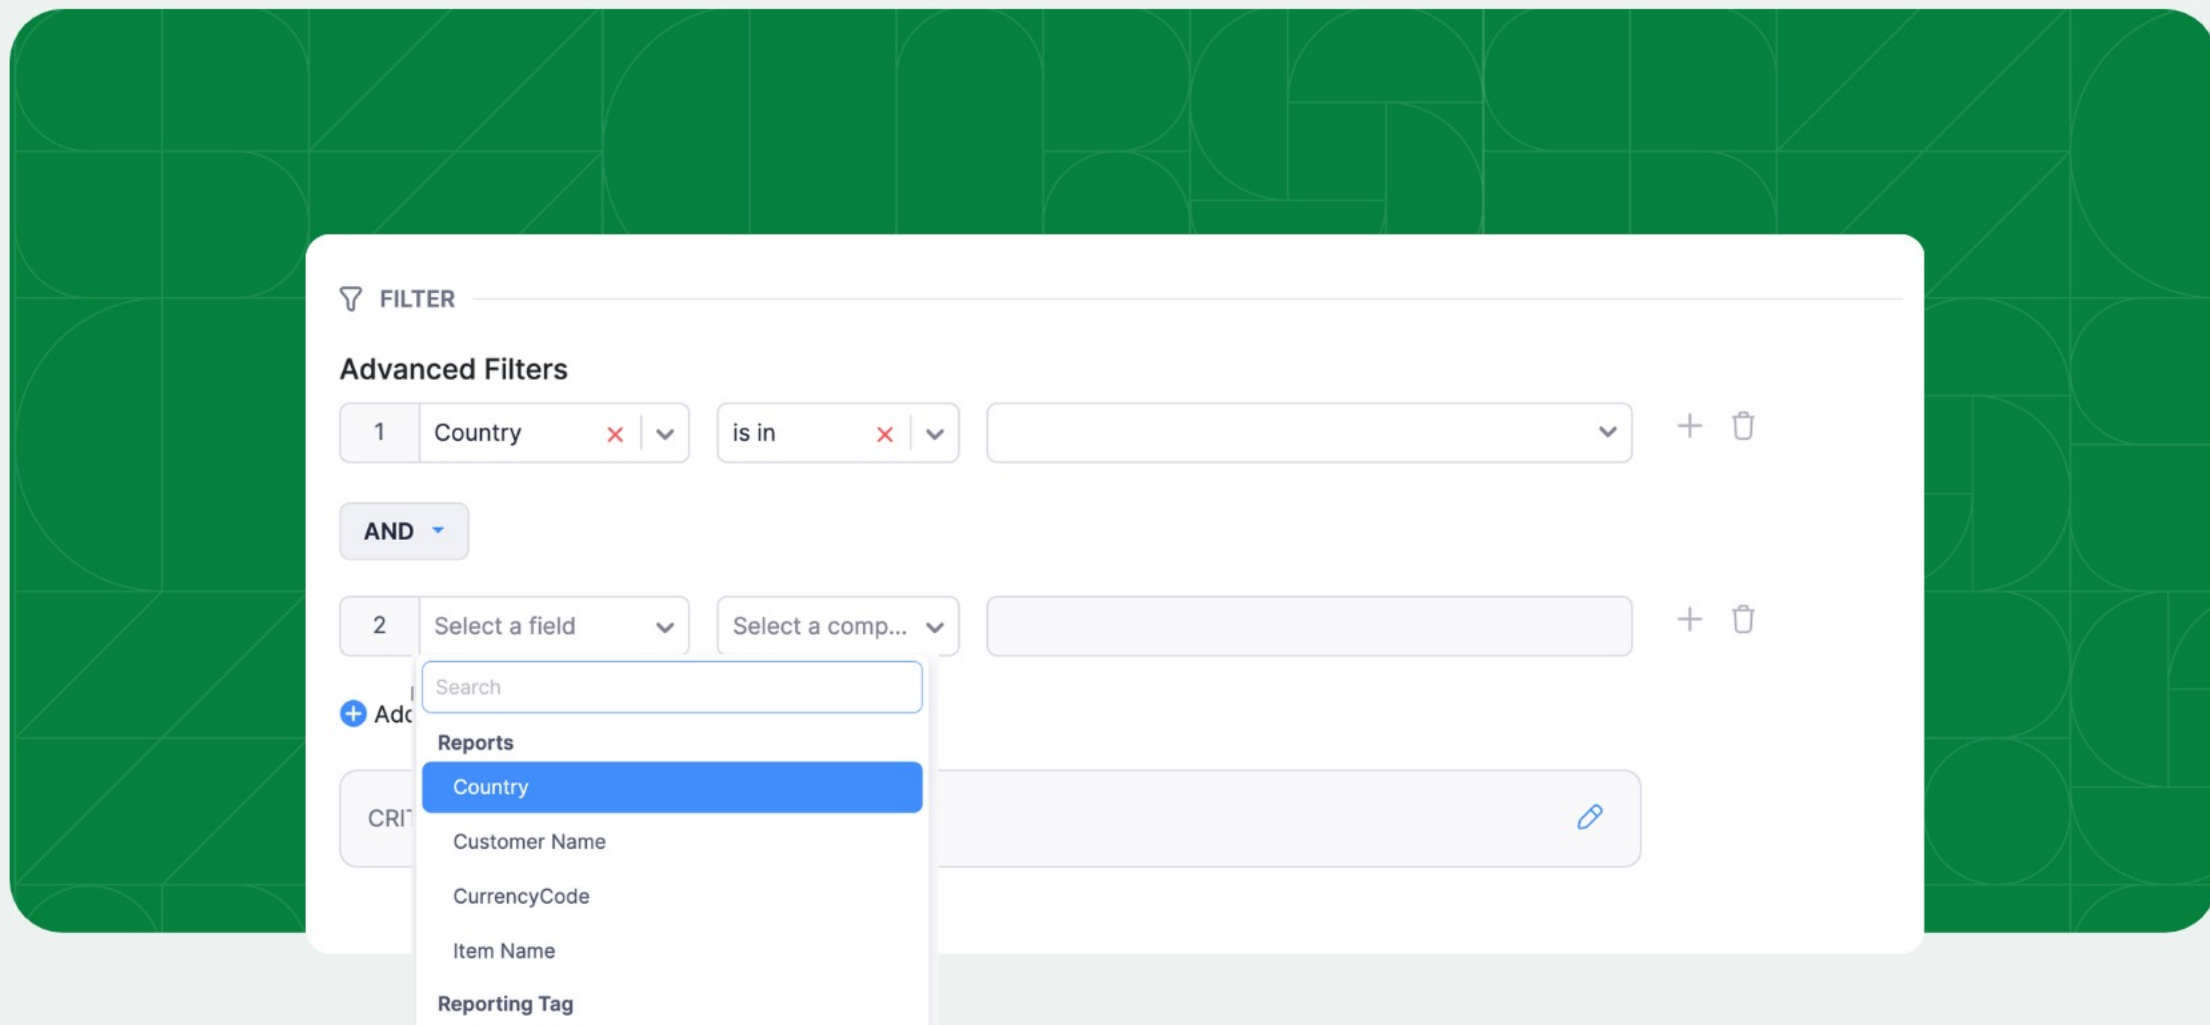 FILTER
Advanced Filters
1 Country is in
AND
2 Select a field Select a comp...
Search
Reports
Country
Customer Name
CurrencyCode
Item Name
Reporting Tag